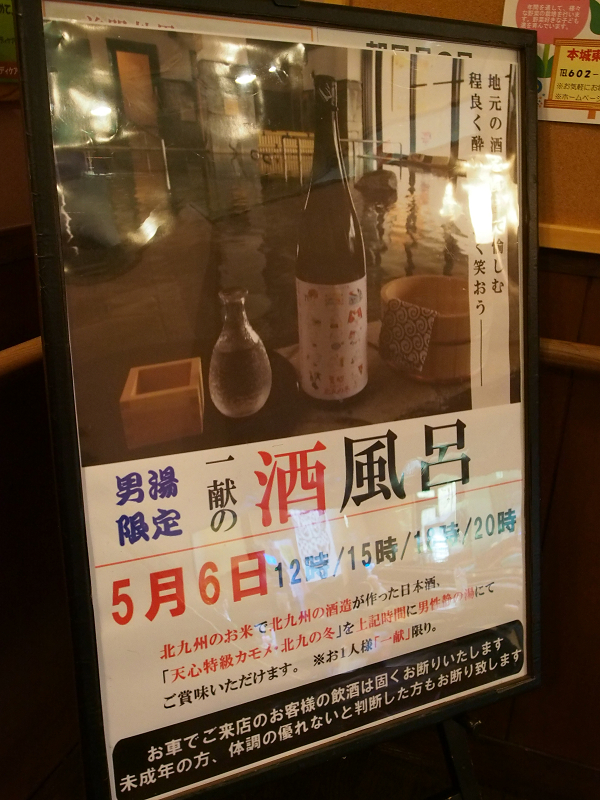 地元の酒
愉しむ
程良く酔
く笑おう
男湯
限定
一献の
酒風呂
5月6日 12時/15時/18時/20時
北九州のお米で北九州の酒造が作った日本酒、
「天心特級カモメ・北九の冬」を上記時間に男性静の湯にて
ご賞味いただけます。 ※お1人様「一献」限り。
お車でご来店のお客様の飲酒は固くお断りいたします
未成年の方、体調の優れないと判断した方もお断り致します
本城東
602-